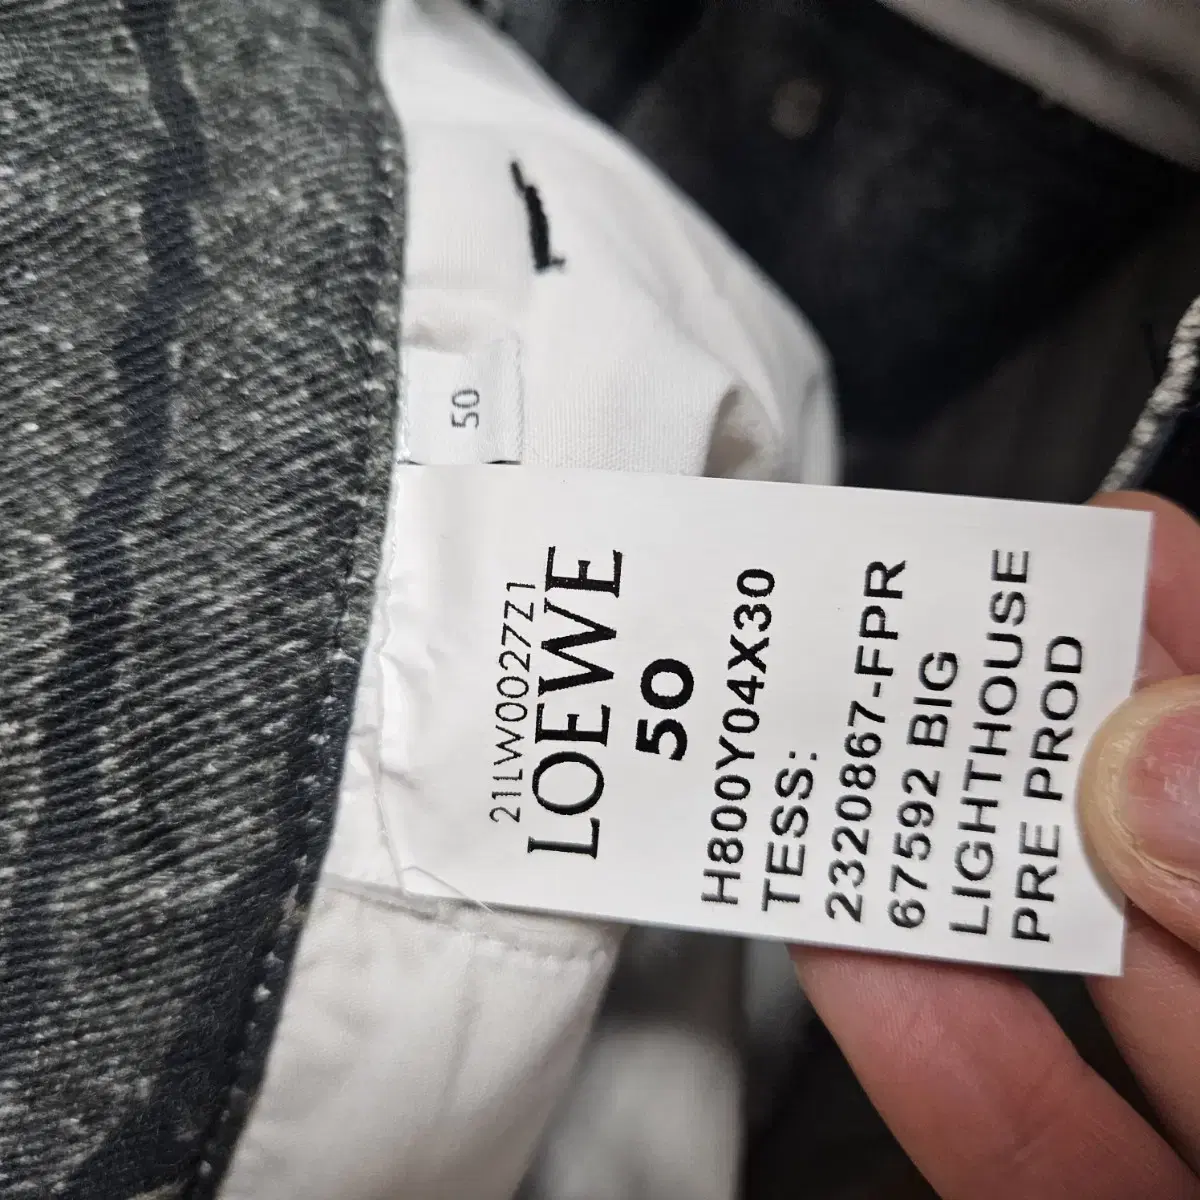 50
21LW0027Z1
LOEWE
50
H800Y04X30
TESS:
2320867-FPR
67592 BIG
LIGHTHOUSE
PRE PROD